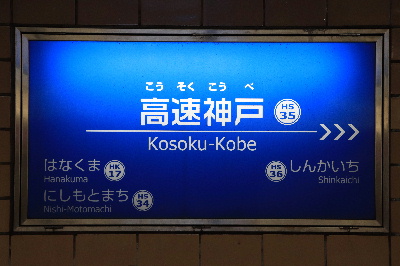 こう そく こう べ
高速神戸 HS 35
Kosoku-Kobe
はなくま HK 17 HS 36 しんかいち
Hanakuma Shinkaichi
にしもとまち HS 34
Nishi-Motomachi